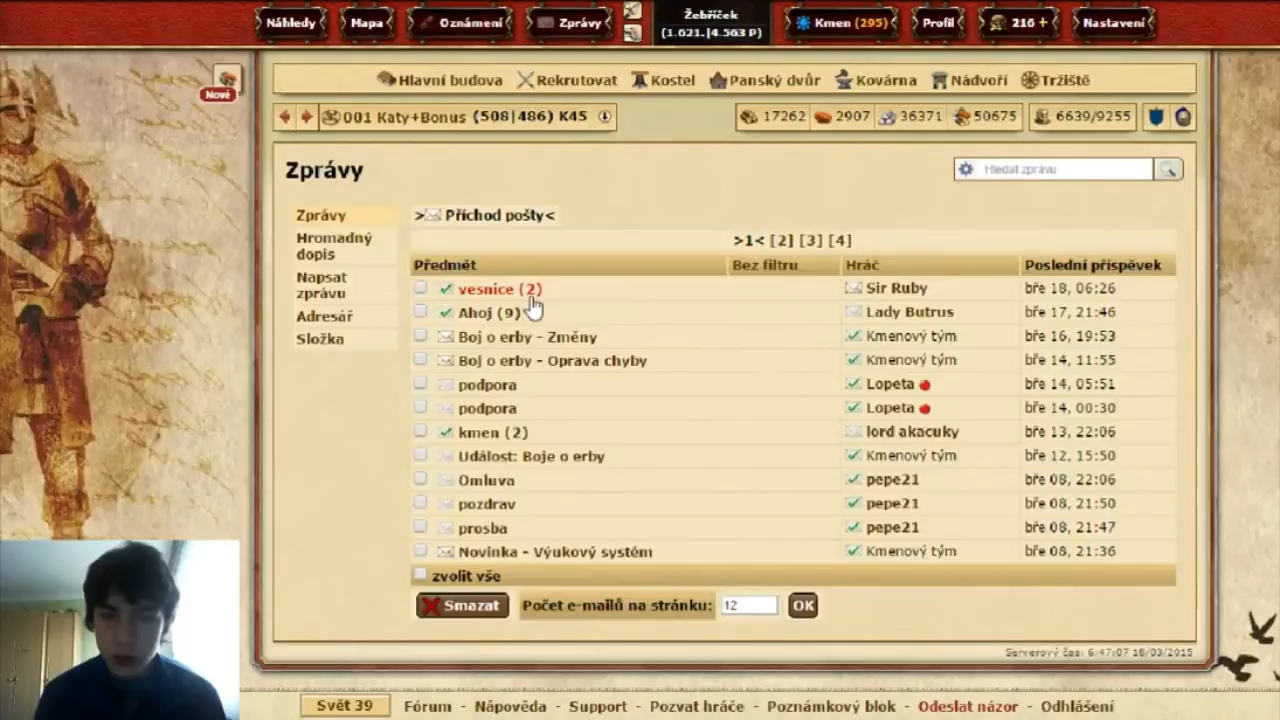 Náhledy Mapa Oznámení Zprávy Žebříček Kmen (295) Profil 216 + Nastavení
(1.621.|4.563 P)
Nové
Hlavní budova Rekrutovat Kostel Panský dvůr Kovárna Nádvoří Tržiště
001 Katy+Bonus (508|486) K45 17262 2907 36371 50675 6639/9255
Zprávy
Hledat zprávu
Zprávy
Hromadný
dopis
Napsat
zprávu
Adresář
Složka
> Příchod pošty<
>1< [2] [3] [4]
Předmět Bez filtru Hráč Poslední příspěvek
vesnice (2) Sir Ruby bře 18, 06:26
Ahoj (9) Lady Butrus bře 17, 21:46
Boj o erby - Změny Kmenový tým bře 16, 19:53
Boj o erby - Oprava chyby Kmenový tým bře 14, 11:55
podpora Lopeta bře 14, 05:51
podpora Lopeta bře 14, 00:30
kmen (2) lord akacuky bře 13, 22:06
Událost: Boje o erby Kmenový tým bře 12, 15:50
Omluva pepe21 bře 08, 22:06
pozdrav pepe21 bře 08, 21:50
prosba pepe21 bře 08, 21:47
Novinka - Výukový systém Kmenový tým bře 08, 21:36
zvolit vše
Smazat Počet e-mailů na stránku: 12 OK
Serverový čas: 6:47:07 18/03/2015
Svět 39 Fórum - Nápověda - Support - Pozvat hráče - Poznámkový blok - Odeslat názor - Odhlášení